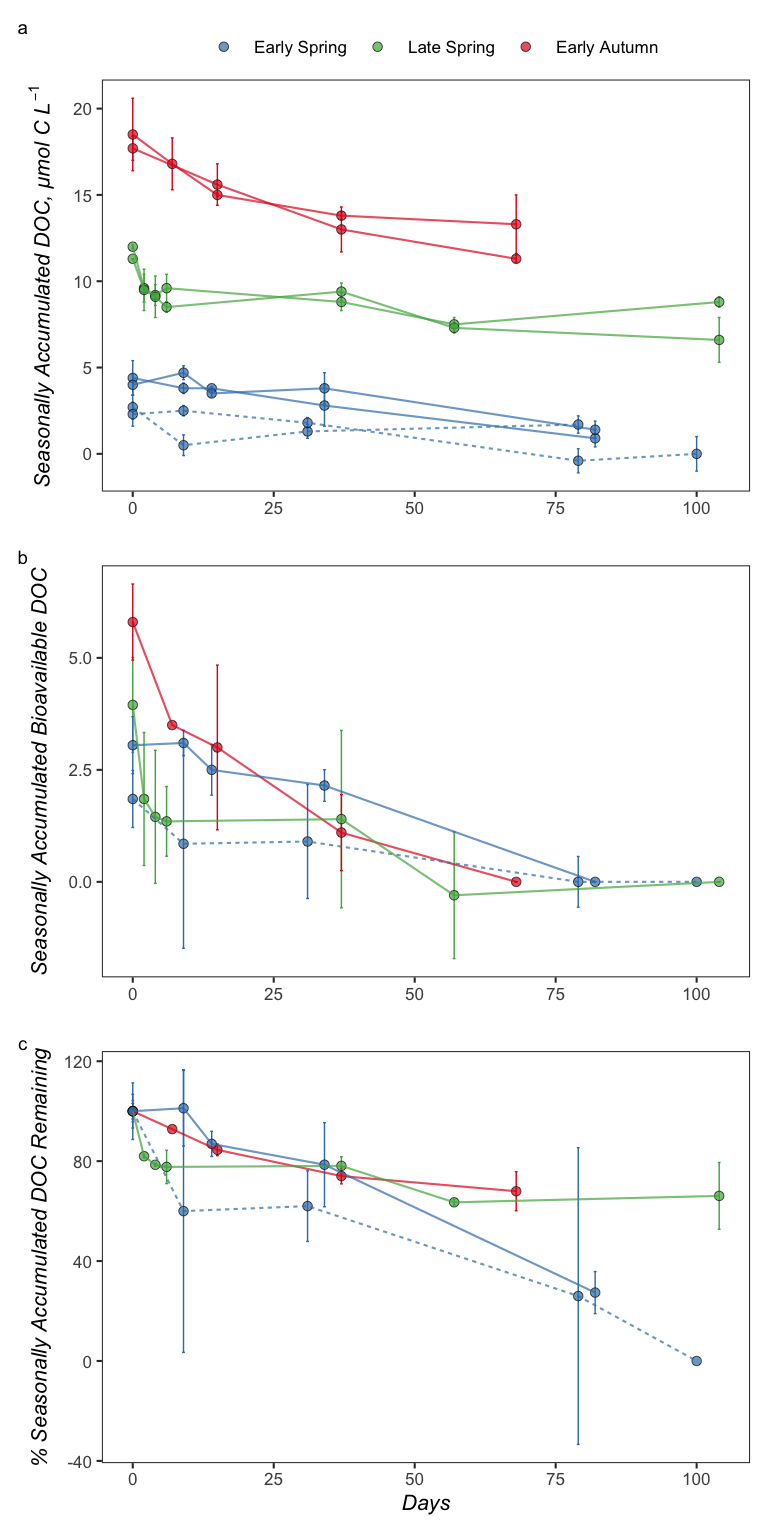 a
Early Spring Late Spring Early Autumn
Seasonally Accumulated DOC, μmol C L⁻¹
20
15
10
5
0
0 25 50 75 100
b
Seasonally Accumulated Bioavailable DOC
5.0
2.5
0.0
0 25 50 75 100
c
% Seasonally Accumulated DOC Remaining
120
80
40
0
-40
0 25 50 75 100
Days